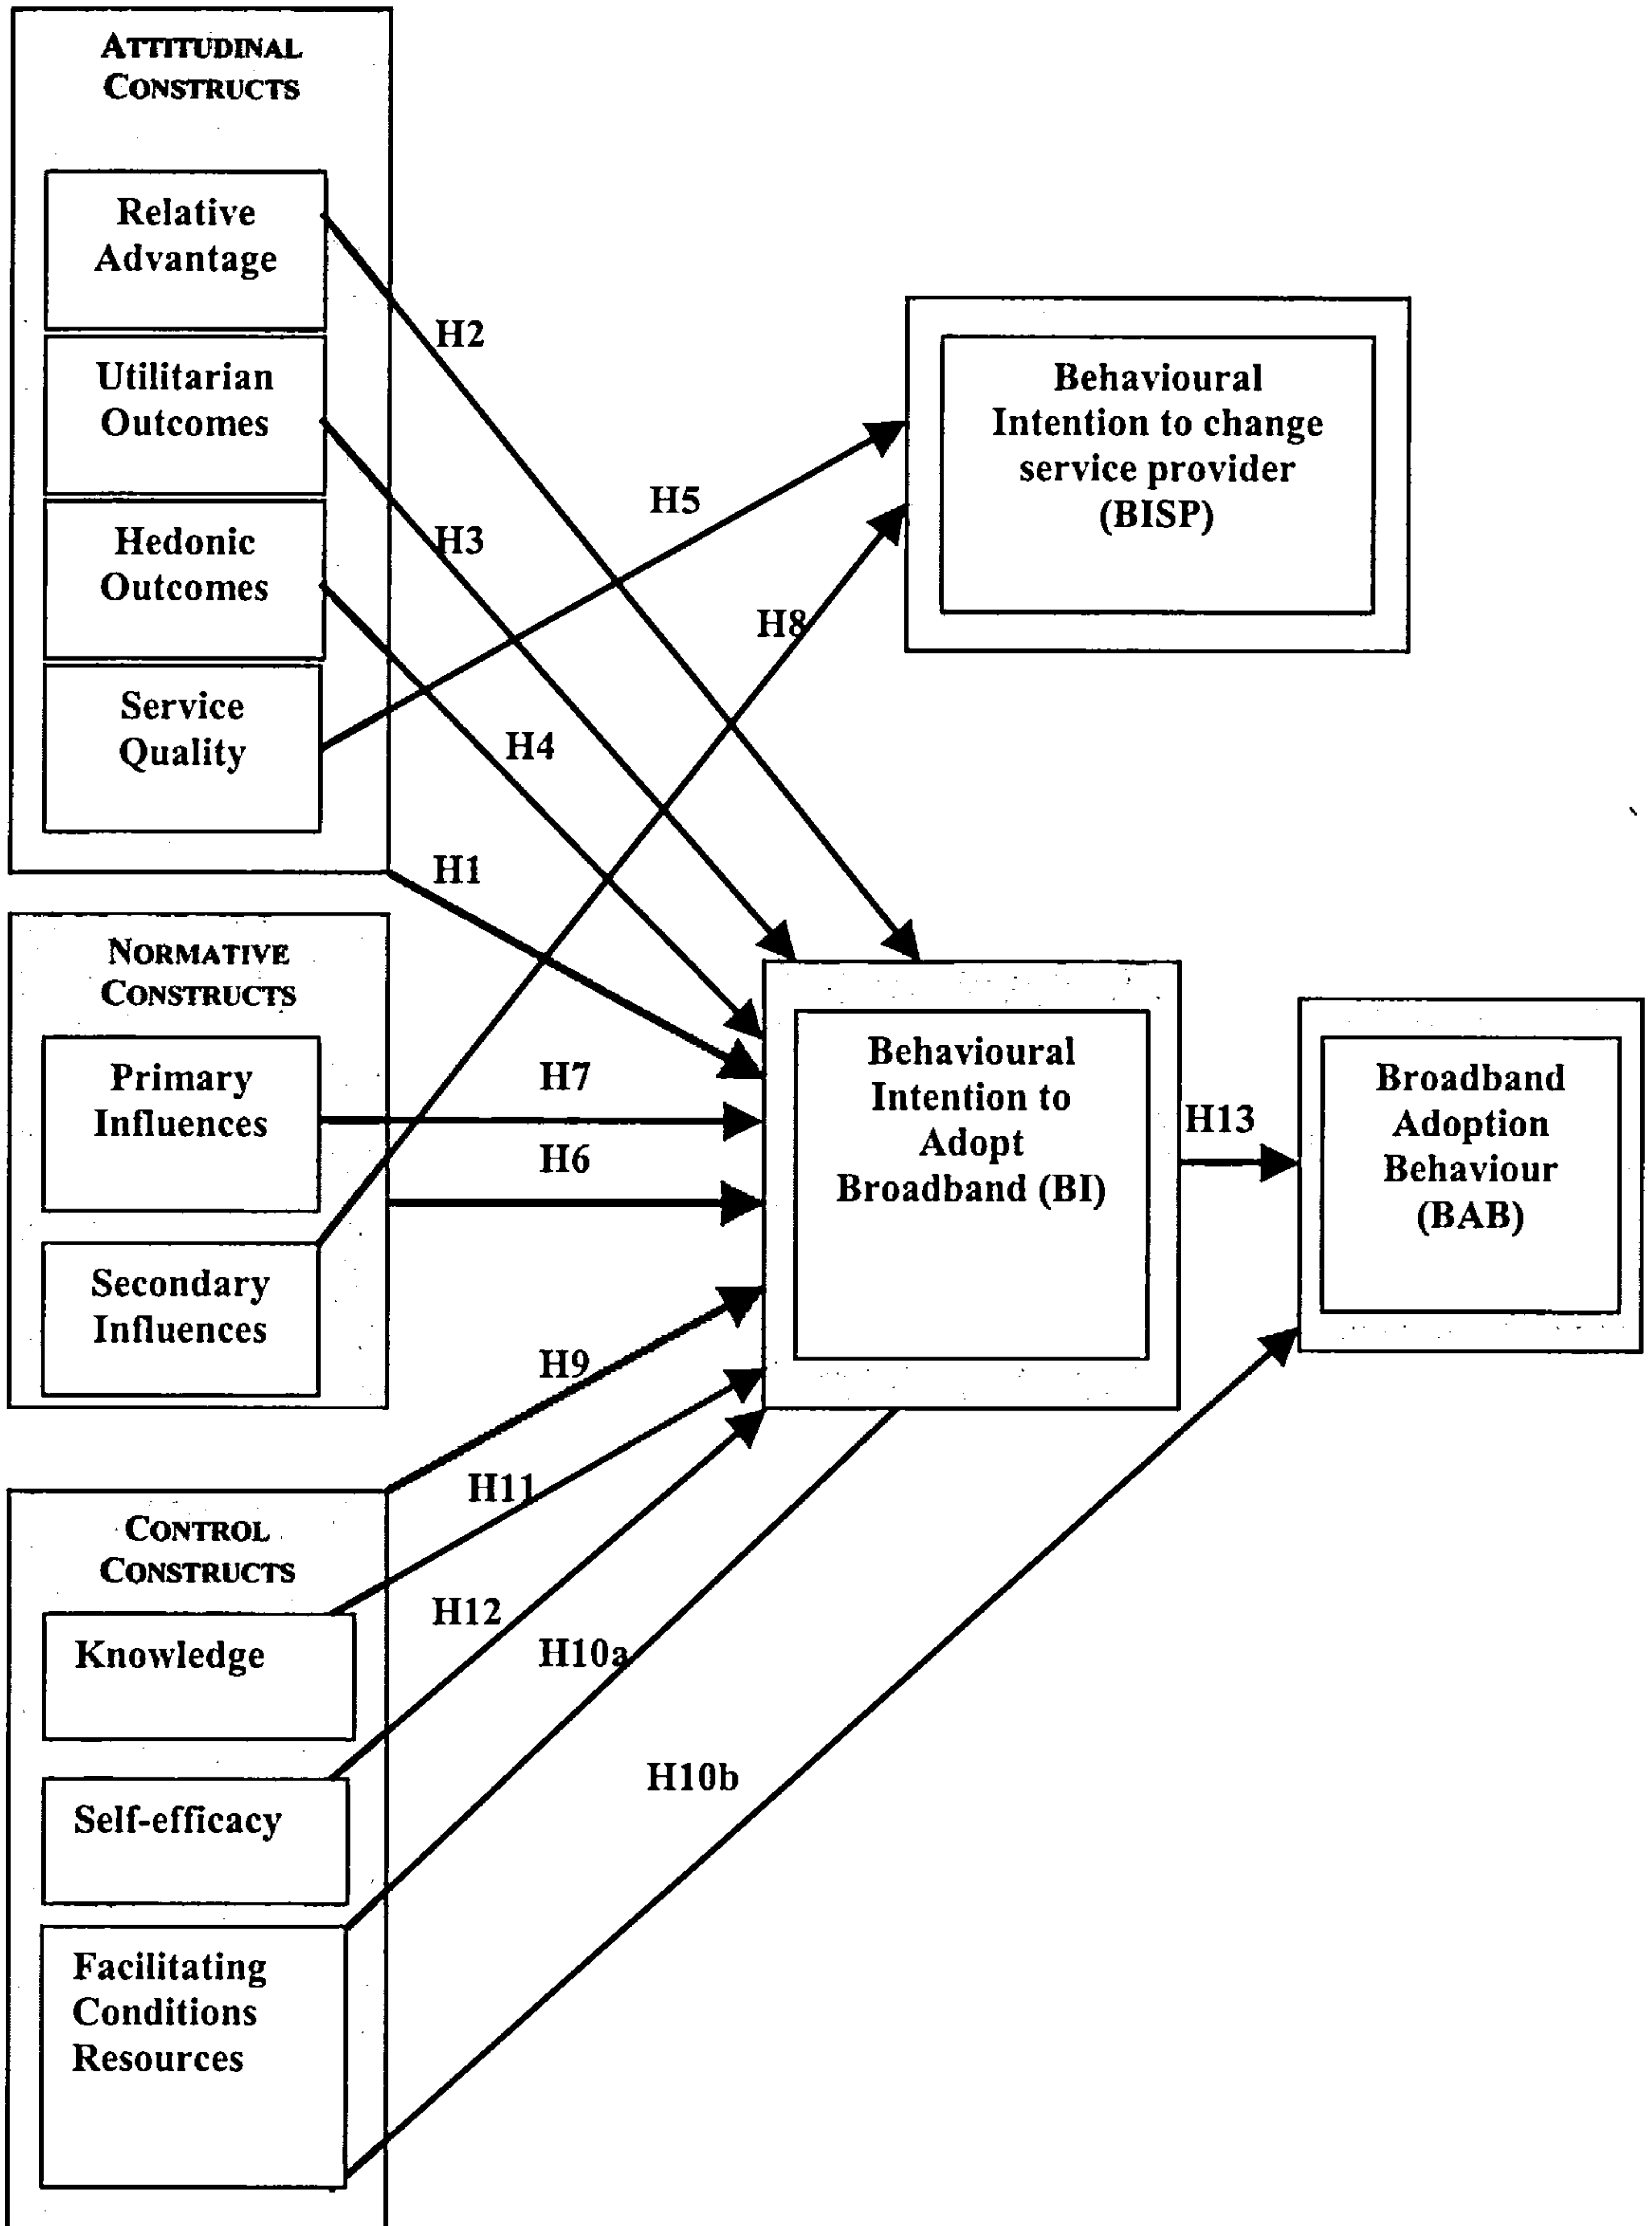 ATTITUDINAL
CONSTRUCTS
Relative
Advantage
Utilitarian
Outcomes
Hedonic
Outcomes
Service
Quality
H2
H3
H5
H8
H4
H1
Behavioural
Intention to change
service provider
(BISP)
NORMATIVE
CONSTRUCTS
Primary
Influences
Secondary
Influences
H7
H6
Behavioural
Intention to
Adopt
Broadband (BI)
H13
Broadband
Adoption
Behaviour
(BAB)
H9
H11
H12
H10a
H10b
CONTROL
CONSTRUCTS
Knowledge
Self-efficacy
Facilitating
Conditions
Resources